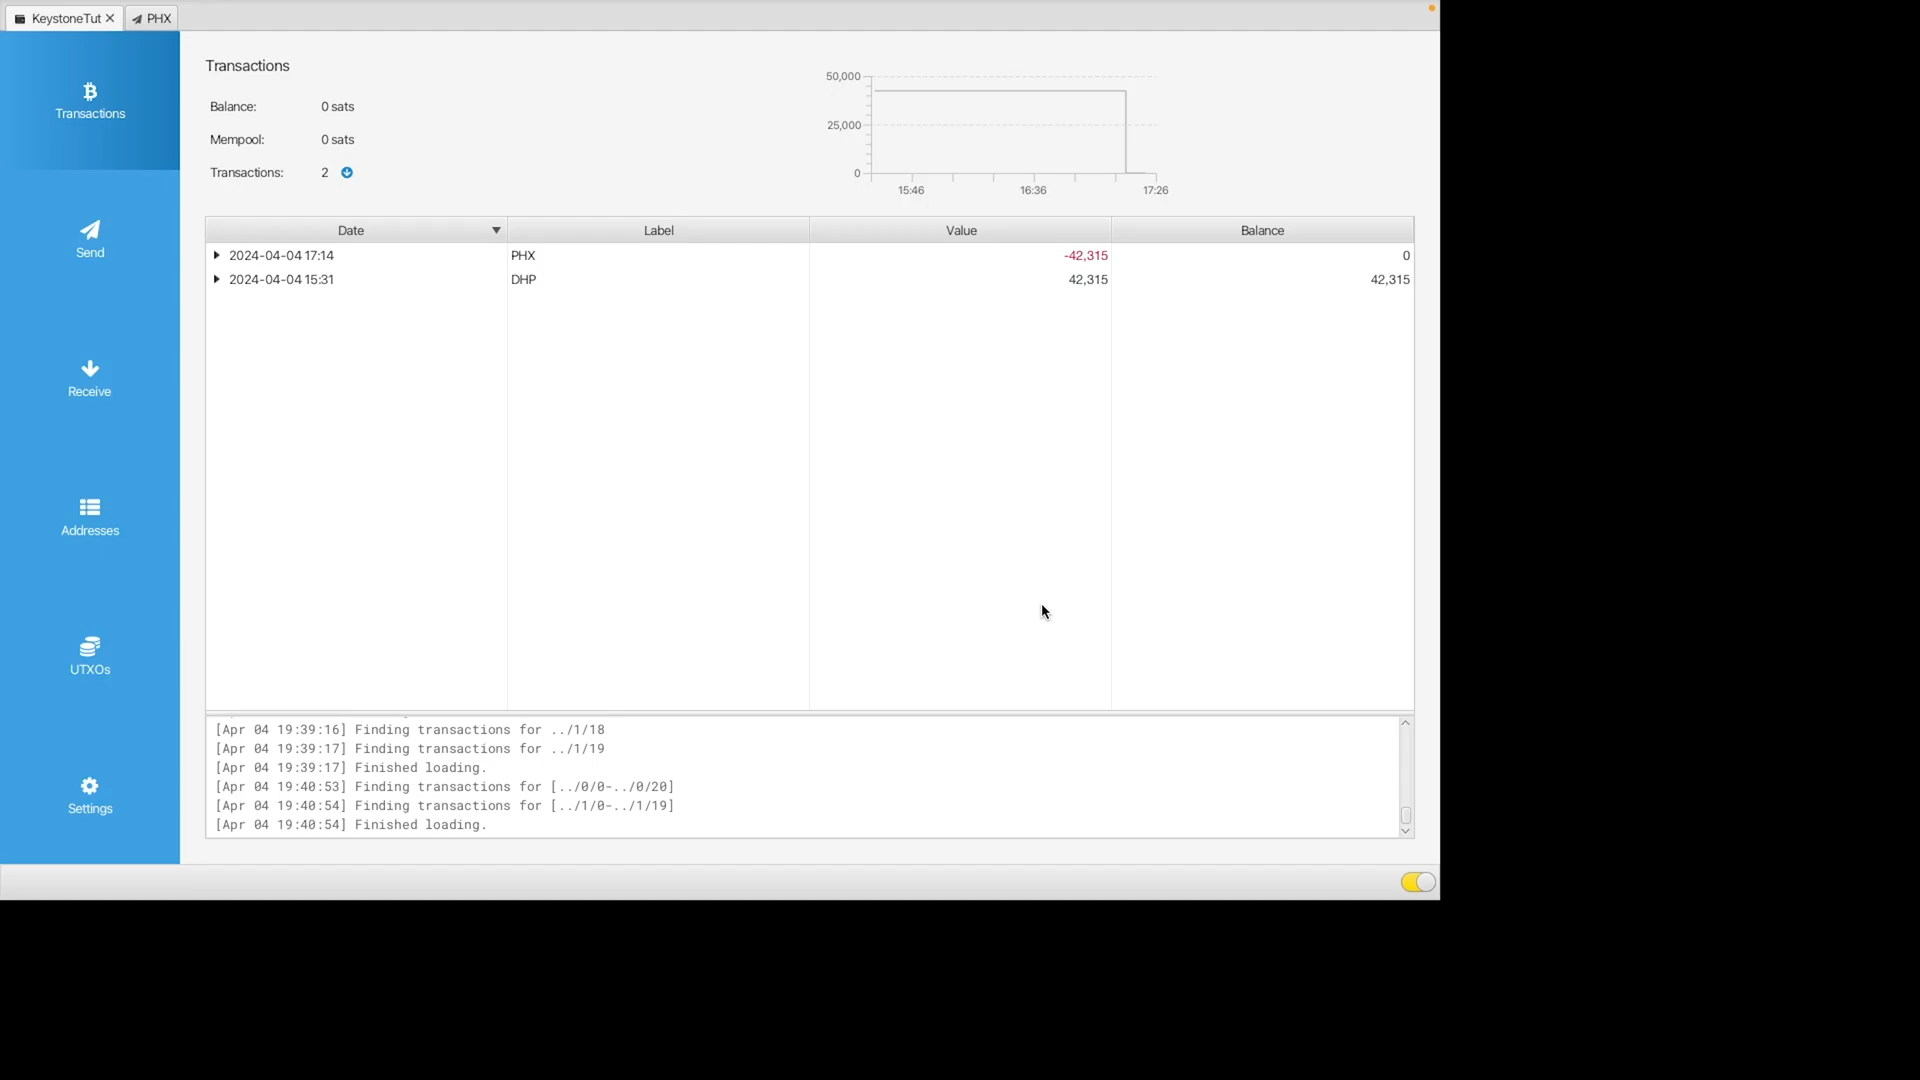 KeystoneTut
PHX
Transactions
Send
Receive
Addresses
UTXOs
Settings
Transactions
Balance: 0 sats
Mempool: 0 sats
Transactions: 2
50,000
25,000
0
15:46 16:36 17:26
Date Label Value Balance
2024-04-04 17:14 PHX -42,315 0
2024-04-04 15:31 DHP 42,315 42,315
[Apr 04 19:39:16] Finding transactions for ../1/18
[Apr 04 19:39:17] Finding transactions for ../1/19
[Apr 04 19:39:17] Finished loading.
[Apr 04 19:40:53] Finding transactions for [../0/0-../0/20]
[Apr 04 19:40:54] Finding transactions for [../1/0-../1/19]
[Apr 04 19:40:54] Finished loading.